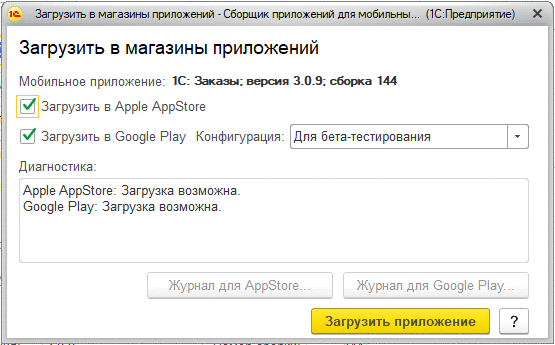 Загрузить в магазины приложений - Сборщик приложений для мобильны... (1С:Предприятие)
Загрузить в магазины приложений
Мобильное приложение: 1С: Заказы; версия 3.0.9; сборка 144
Загрузить в Apple AppStore
Загрузить в Google Play Конфигурация: Для бета-тестирования
Диагностика:
Apple AppStore: Загрузка возможна.
Google Play: Загрузка возможна.
Журнал для AppStore... Журнал для Google Play...
Загрузить приложение ?